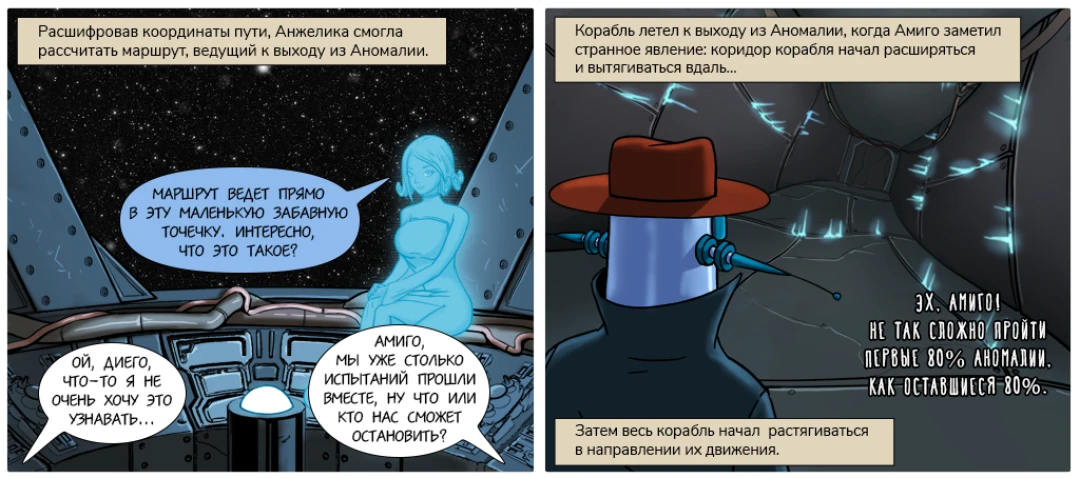 Расшифровав координаты пути, Анжелика смогла
рассчитать маршрут, ведущий к выходу из Аномалии.
МАРШРУТ ВЕДЕТ ПРЯМО
В ЭТУ МАЛЕНЬКУЮ ЗАБАВНУЮ
ТОЧЕЧКУ. ИНТЕРЕСНО,
ЧТО ЭТО ТАКОЕ?
ОЙ, ДИЕГО,
ЧТО-ТО Я НЕ
ОЧЕНЬ ХОЧУ ЭТО
УЗНАВАТЬ...
АМИГО,
МЫ УЖЕ СТОЛЬКО
ИСПЫТАНИЙ ПРОШЛИ
ВМЕСТЕ, НУ ЧТО ИЛИ
КТО НАС СМОЖЕТ
ОСТАНОВИТЬ?
Корабль летел к выходу из Аномалии, когда Амиго заметил
странное явление: коридор корабля начал расширяться
и вытягиваться вдаль...
ЭХ, АМИГО!
НЕ ТАК СЛОЖНО ПРОЙТИ
ПЕРВЫЕ 80% АНОМАЛИИ,
КАК ОСТАВШИЕСЯ 80%.
Затем весь корабль начал растягиваться
в направлении их движения.